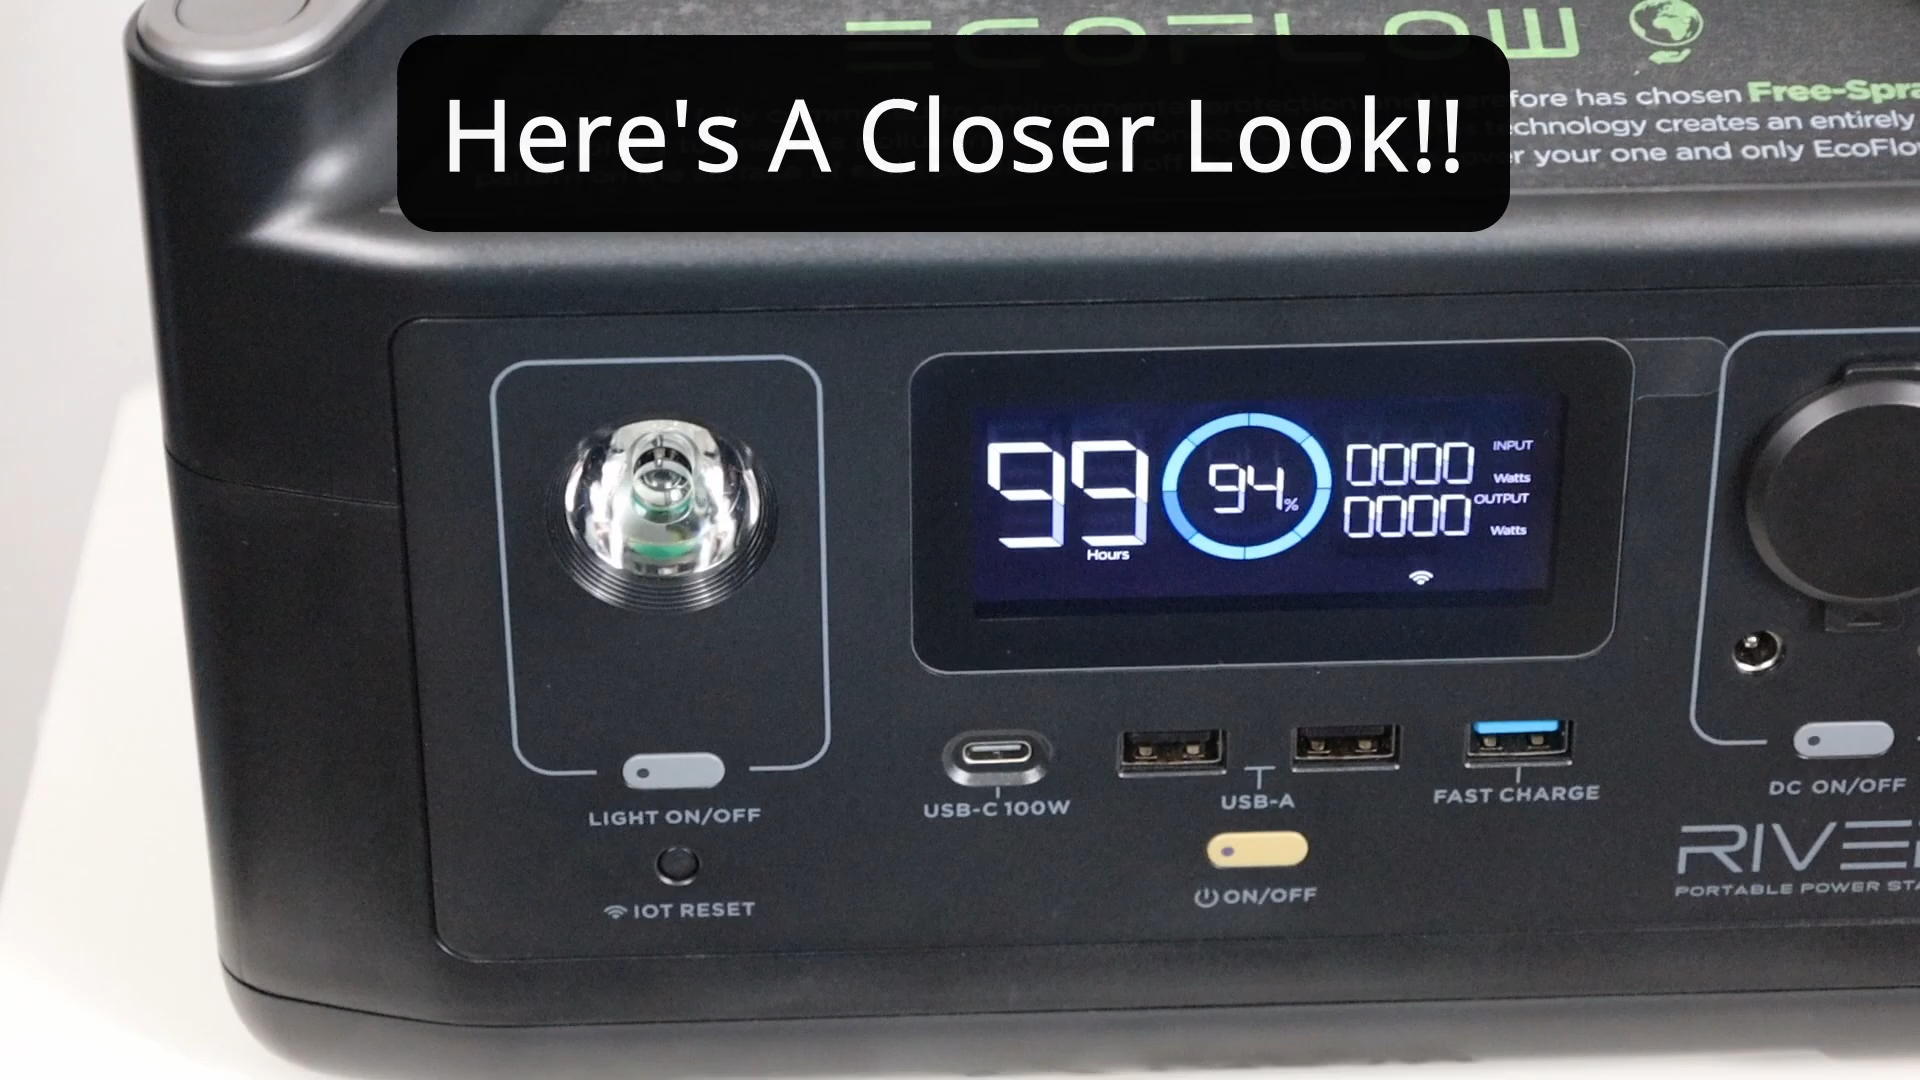 ECOFLOW
Here's A Closer Look!!
has chosen Free-Spra
technology creates an entirely
your one and only EcoFlow
99
Hours
94%
0000 INPUT
Watts
0000 OUTPUT
Watts
USB-C 100W
USB-A
FAST CHARGE
DC ON/OFF
LIGHT ON/OFF
ON/OFF
IOT RESET
RIVE
PORTABLE POWER STA